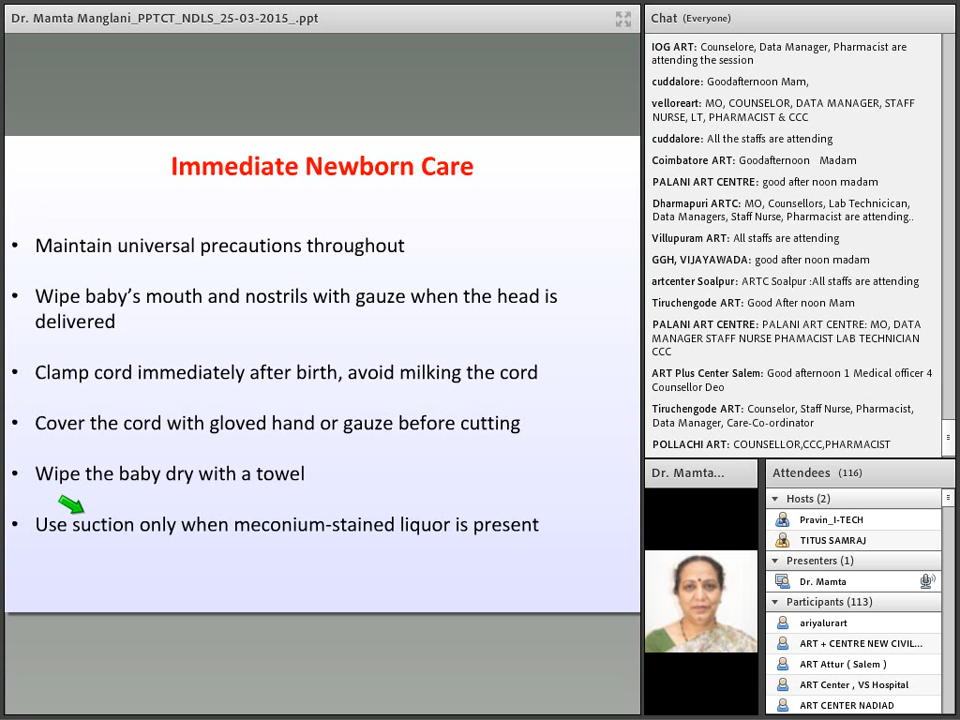 Dr. Mamta Manglani_PPTCT_NDLS_25-03-2015_.ppt
Immediate Newborn Care
• Maintain universal precautions throughout
• Wipe baby’s mouth and nostrils with gauze when the head is
delivered
• Clamp cord immediately after birth, avoid milking the cord
• Cover the cord with gloved hand or gauze before cutting
• Wipe the baby dry with a towel
• Use suction only when meconium-stained liquor is present
Chat (Everyone)
IOG ART: Counselore, Data Manager, Pharmacist are
attending the session
cuddalore: Goodafternoon Mam,
velloreart: MO, COUNSELOR, DATA MANAGER, STAFF
NURSE, LT, PHARMACIST & CCC
cuddalore: All the staffs are attending
Coimbatore ART: Goodafternoon Madam
PALANI ART CENTRE: good after noon madam
Dharmapuri ARTC: MO, Counsellors, Lab Technicican,
Data Managers, Staff Nurse, Pharmacist are attending..
Villupuram ART: All staffs are attending
GGH, VIJAYAWADA: good after noon madam
artcenter Soalpur: ARTC Soalpur :All staffs are attending
Tiruchengode ART: Good After noon Mam
PALANI ART CENTRE: PALANI ART CENTRE: MO, DATA
MANAGER STAFF NURSE PHAMACIST LAB TECHNICIAN
CCC
ART Plus Center Salem: Good afternoon 1 Medical officer 4
Counsellor Deo
Tiruchengode ART: Counselor, Staff Nurse, Pharmacist,
Data Manager, Care-Co-ordinator
POLLACHI ART: COUNSELLOR,CCC,PHARMACIST
Dr. Mamta...
Attendees (116)
Hosts (2)
Pravin_I-TECH
TITUS SAMRAJ
Presenters (1)
Dr. Mamta
Participants (113)
ariyalurart
ART + CENTRE NEW CIVIL...
ART Attur ( Salem )
ART Center , VS Hospital
ART CENTER NADIAD